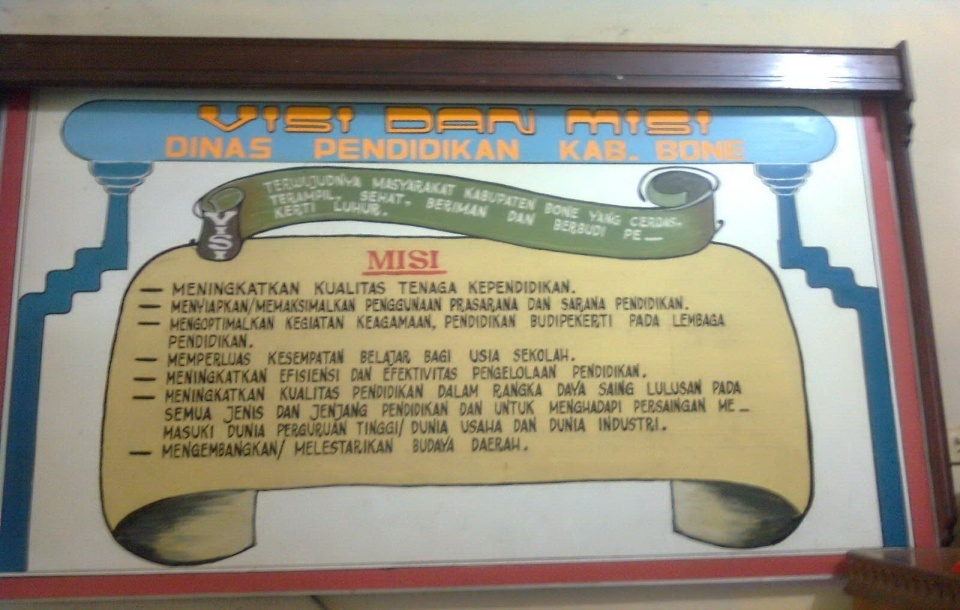 VISI DAN MISI
DINAS PENDIDIKAN KAB. BONE
VISI
TERWUJUDNYA MASYARAKAT KABUPATEN BONE YANG CERDAS.
TERAMPIL. SEHAT. BERIMAN DAN BERBUDI PE-
KERTI LUHUR.
MISI
— MENINGKATKAN KUALITAS TENAGA KEPENDIDIKAN.
— MENYIAPKAN/MEMAKSIMALKAN PENGGUNAAN PRASARANA DAN SARANA PENDIDIKAN.
— MENGOPTIMALKAN KEGIATAN KEAGAMAAN, PENDIDIKAN BUDIPEKERTI PADA LEMBAGA
PENDIDIKAN.
— MEMPERLUAS KESEMPATAN BELAJAR BAGI USIA SEKOLAH.
— MENINGKATKAN EFISIENSI DAN EFEKTIVITAS PENGELOLAAN PENDIDIKAN.
— MENINGKATKAN KUALITAS PENDIDIKAN DALAM RANGKA DAYA SAING LULUSAN PADA
SEMUA JENIS DAN JENJANG PENDIDIKAN DAN UNTUK MENGHADAPI PERSAINGAN ME-
MASUKI DUNIA PERGURUAN TINGGI/ DUNIA USAHA DAN DUNIA INDUSTRI.
— MENGEMBANGKAN/ MELESTARIKAN BUDAYA DAERAH.